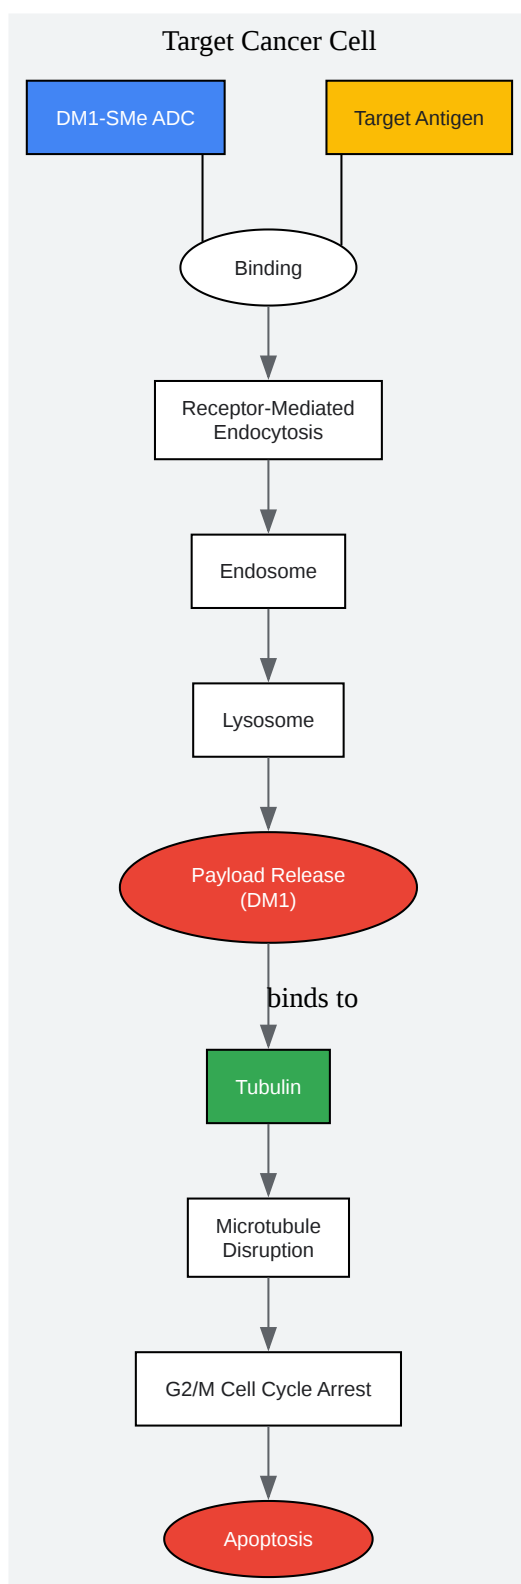 Target Cancer Cell
DM1-SMe ADC
Target Antigen
Binding
Receptor-Mediated
Endocytosis
Endosome
Lysosome
Payload Release
(DM1)
binds to
Tubulin
Microtubule
Disruption
G2/M Cell Cycle Arrest
Apoptosis